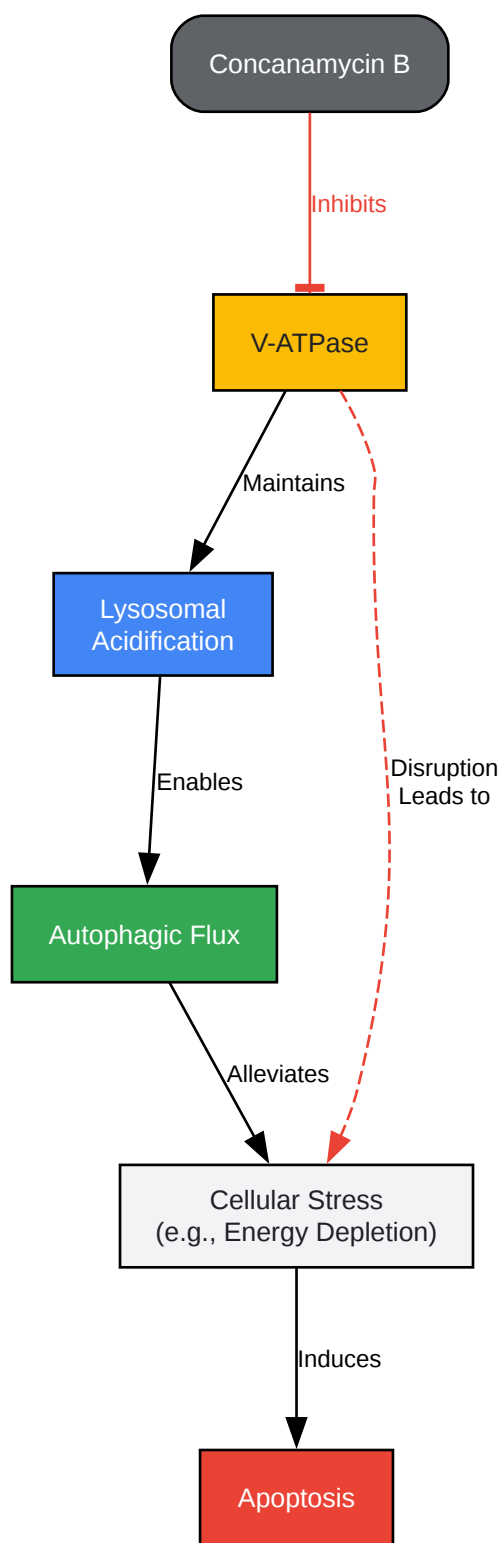 Concanamycin B
Inhibits
V-ATPase
Maintains
Lysosomal
Acidification
Enables
Disruption
Leads to
Autophagic Flux
Alleviates
Cellular Stress
(e.g., Energy Depletion)
Induces
Apoptosis